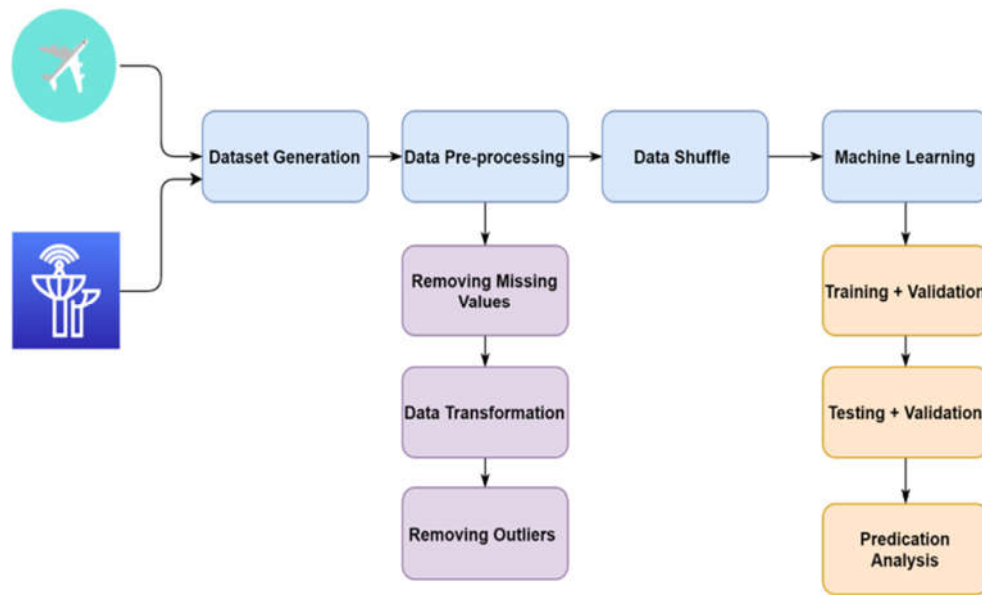 Dataset Generation
Data Pre-processing
Data Shuffle
Machine Learning
Removing Missing
Values
Data Transformation
Removing Outliers
Training + Validation
Testing + Validation
Predication
Analysis